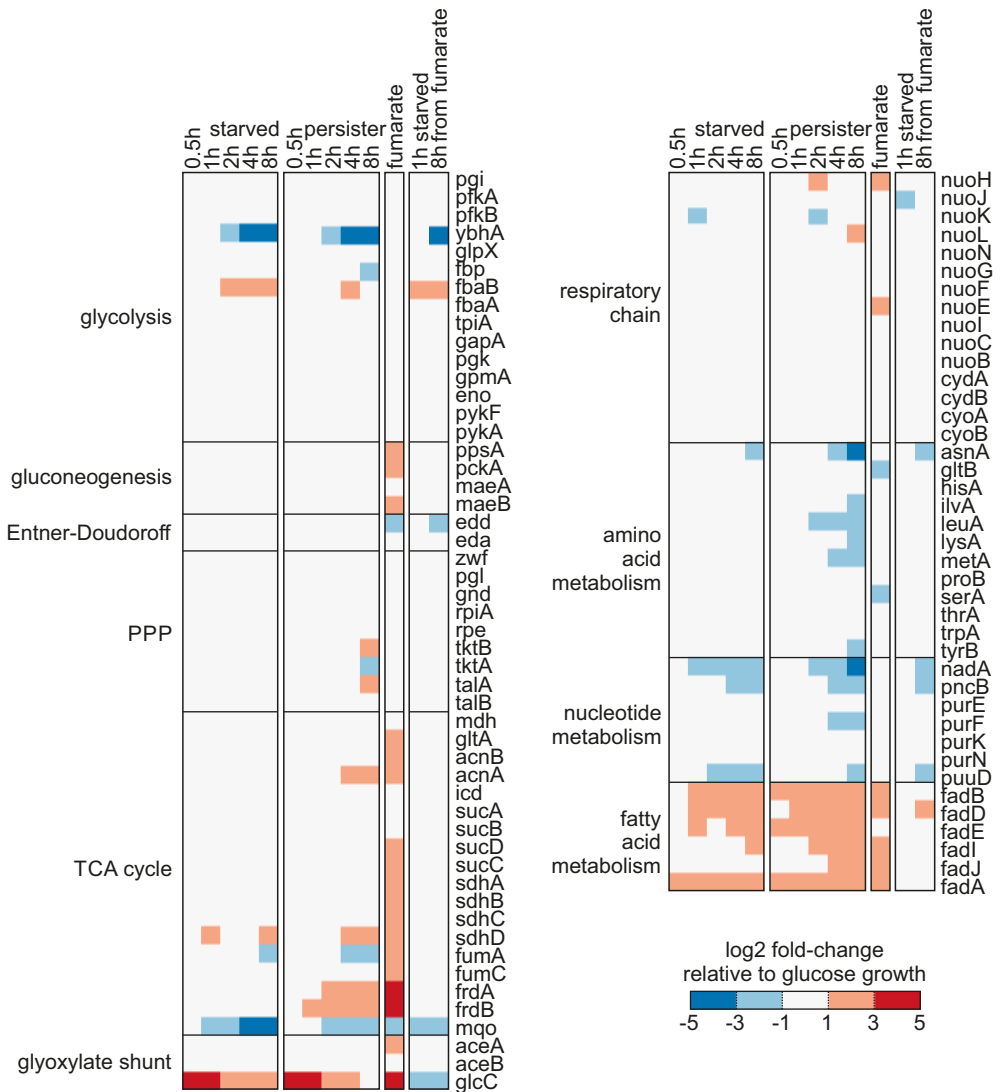 starved
persister
0.5h
1h
2h
4h
8h
0.5h
1h
2h
4h
8h
fumarate
1h starved
8h from fumarate
glycolysis
gluconeogenesis
Entner-Doudoroff
PPP
TCA cycle
glyoxylate shunt
pgi
pfkA
pfkB
ybhA
glpX
fbp
fbaB
fbaA
tpiA
gapA
pgk
gpmA
eno
pykF
pykA
ppsA
pckA
maeA
maeB
edd
eda
zwf
pgl
gnd
rpiA
rpe
tktB
tktA
talA
talB
mdh
gltA
acnB
acnA
icd
sucA
sucB
sucD
sucC
sdhA
sdhB
sdhC
sdhD
fumA
fumC
frdA
frdB
mqo
aceA
aceB
glcC
starved
persister
0.5h
1h
2h
4h
8h
0.5h
1h
2h
4h
8h
fumarate
1h starved
8h from fumarate
respiratory
chain
amino
acid
metabolism
nucleotide
metabolism
fatty
acid
metabolism
nuoH
nuoJ
nuoK
nuoL
nuoN
nuoG
nuoF
nuoE
nuoI
nuoC
nuoB
cydA
cydB
cyoA
cyoB
asnA
gltB
hisA
ilvA
leuA
lysA
metA
proB
serA
thrA
trpA
tyrB
nadA
pncB
purE
purF
purK
purN
puuD
fadB
fadD
fadE
fadI
fadJ
fadA
log2 fold-change
relative to glucose growth
-5 -3 -1 1 3 5